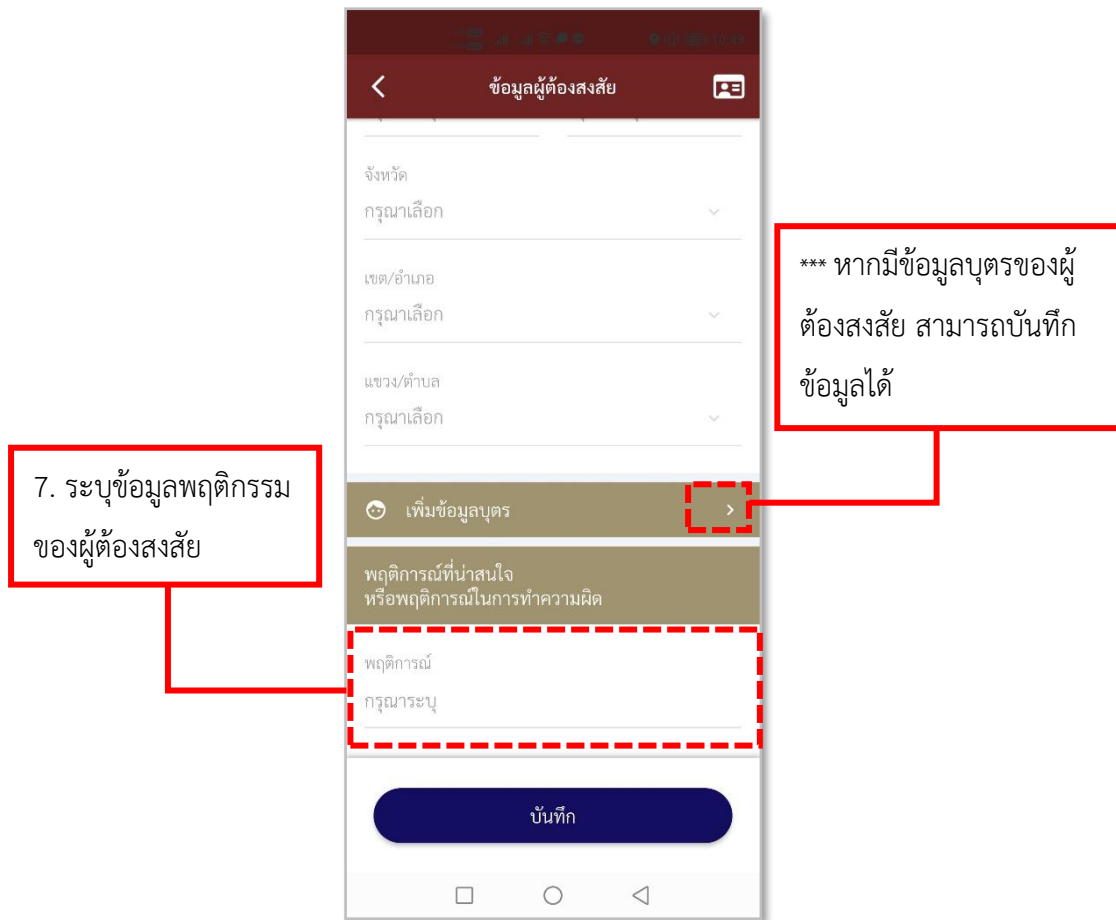 ข้อมูลผู้ต้องสงสัย
จังหวัด
กรุณาเลือก
เขต/อำเภอ
กรุณาเลือก
แขวง/ตำบล
กรุณาเลือก
เพิ่มข้อมูลบุตร
พฤติการณ์ที่น่าสนใจ
หรือพฤติการณ์ในการทำความผิด
พฤติการณ์
กรุณาระบุ
บันทึก
*** หากมีข้อมูลบุตรของผู้
ต้องสงสัย สามารถบันทึก
ข้อมูลได้
7. ระบุข้อมูลพฤติกรรม
ของผู้ต้องสงสัย